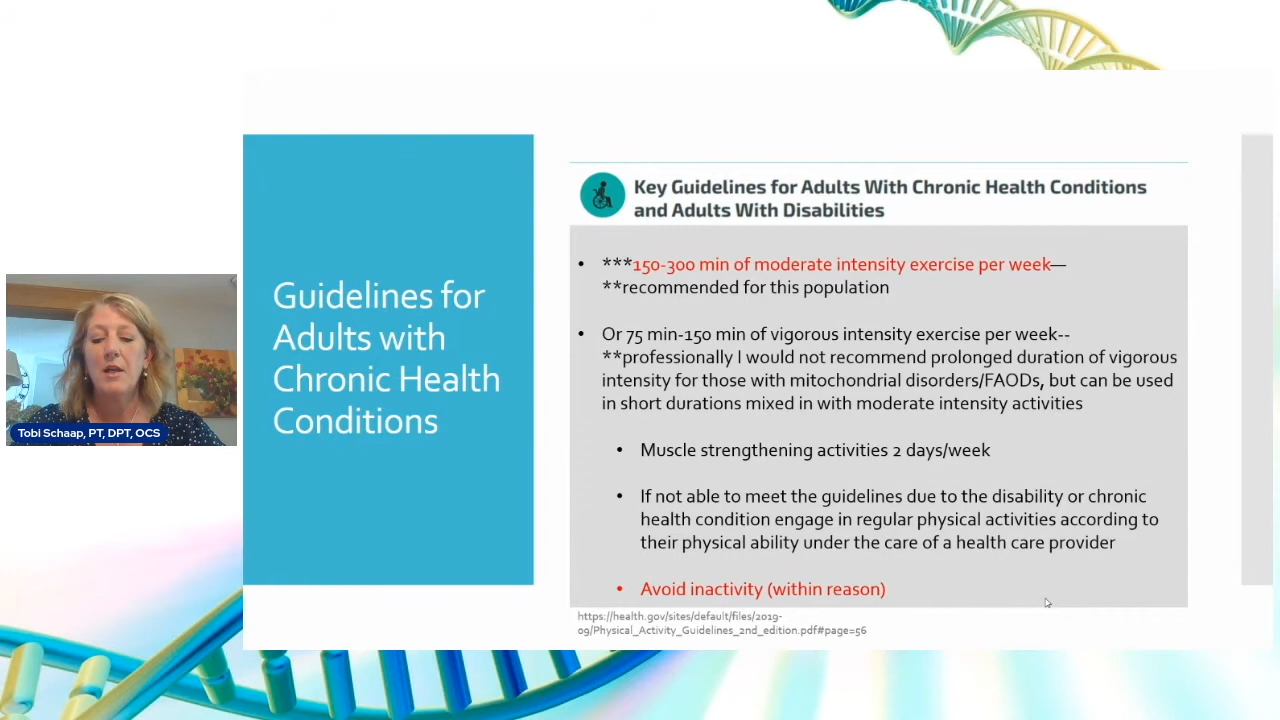 Key Guidelines for Adults With Chronic Health Conditions
and Adults With Disabilities
Guidelines for
Adults with
Chronic Health
Conditions
• ***150-300 min of moderate intensity exercise per week—
**recommended for this population
• Or 75 min-150 min of vigorous intensity exercise per week--
**professionally I would not recommend prolonged duration of vigorous
intensity for those with mitochondrial disorders/FAODs, but can be used
in short durations mixed in with moderate intensity activities
• Muscle strengthening activities 2 days/week
• If not able to meet the guidelines due to the disability or chronic
health condition engage in regular physical activities according to
their physical ability under the care of a health care provider
• Avoid inactivity (within reason)
https://health.gov/sites/default/files/2019-
09/Physical_Activity_Guidelines_2nd_edition.pdf#page=56
Tobi Schaap, PT, DPT, OCS